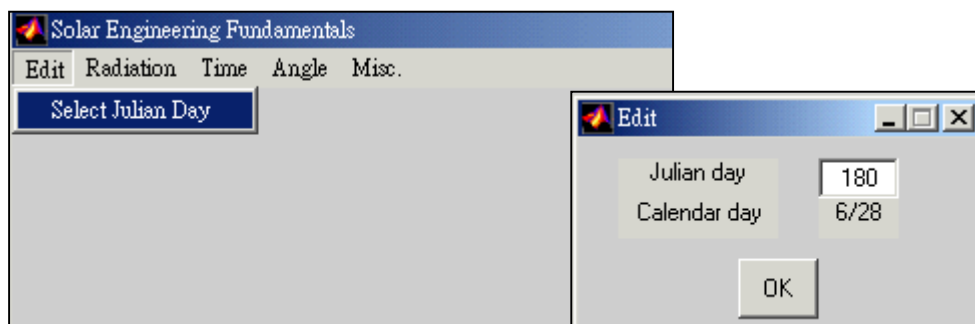 Solar Engineering Fundamentals
Edit Radiation Time Angle Misc.
Select Julian Day
Edit
Julian day 180
Calendar day 6/28
OK